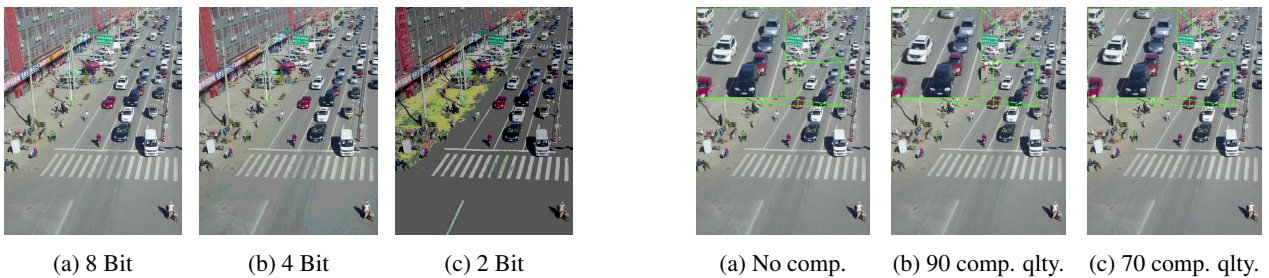 (a) 8 Bit
(b) 4 Bit
(c) 2 Bit
(a) No comp.
(b) 90 comp. qlty.
(c) 70 comp. qlty.